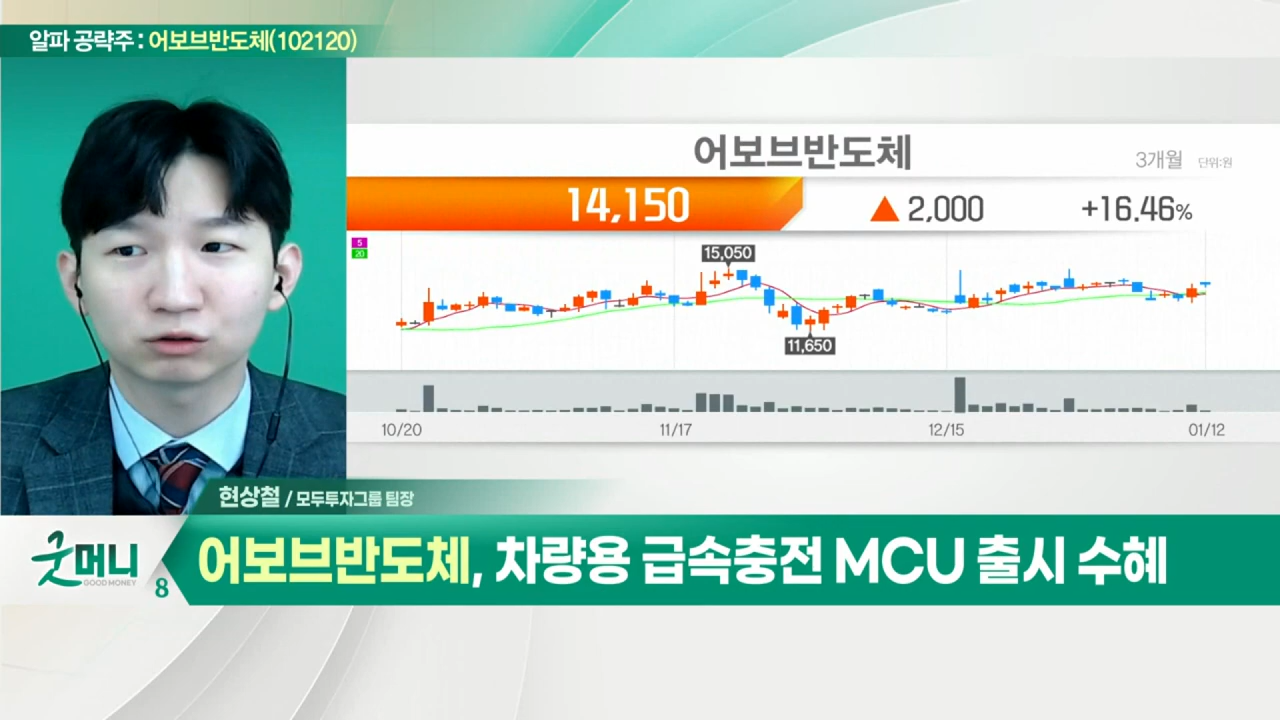 알파 공략주 : 어보브반도체(102120)
어보브반도체
3개월 단위:원
14,150 ▲ 2,000 +16.46%
5
20
15,050
11,650
10/20 11/17 12/15 01/12
현상철 / 모두투자그룹 팀장
굿머니
GOOD MONEY
8
어보브반도체, 차량용 급속충전 MCU 출시 수혜